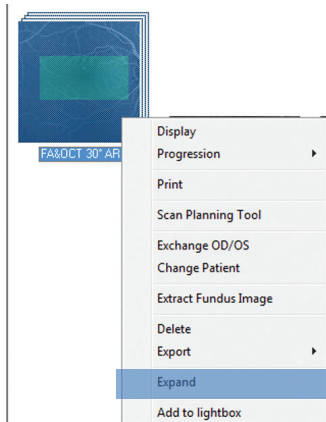 FA&OCT 30° AR
Display
Progression
Print
Scan Planning Tool
Exchange OD/OS
Change Patient
Extract Fundus Image
Delete
Export
Expand
Add to lightbox